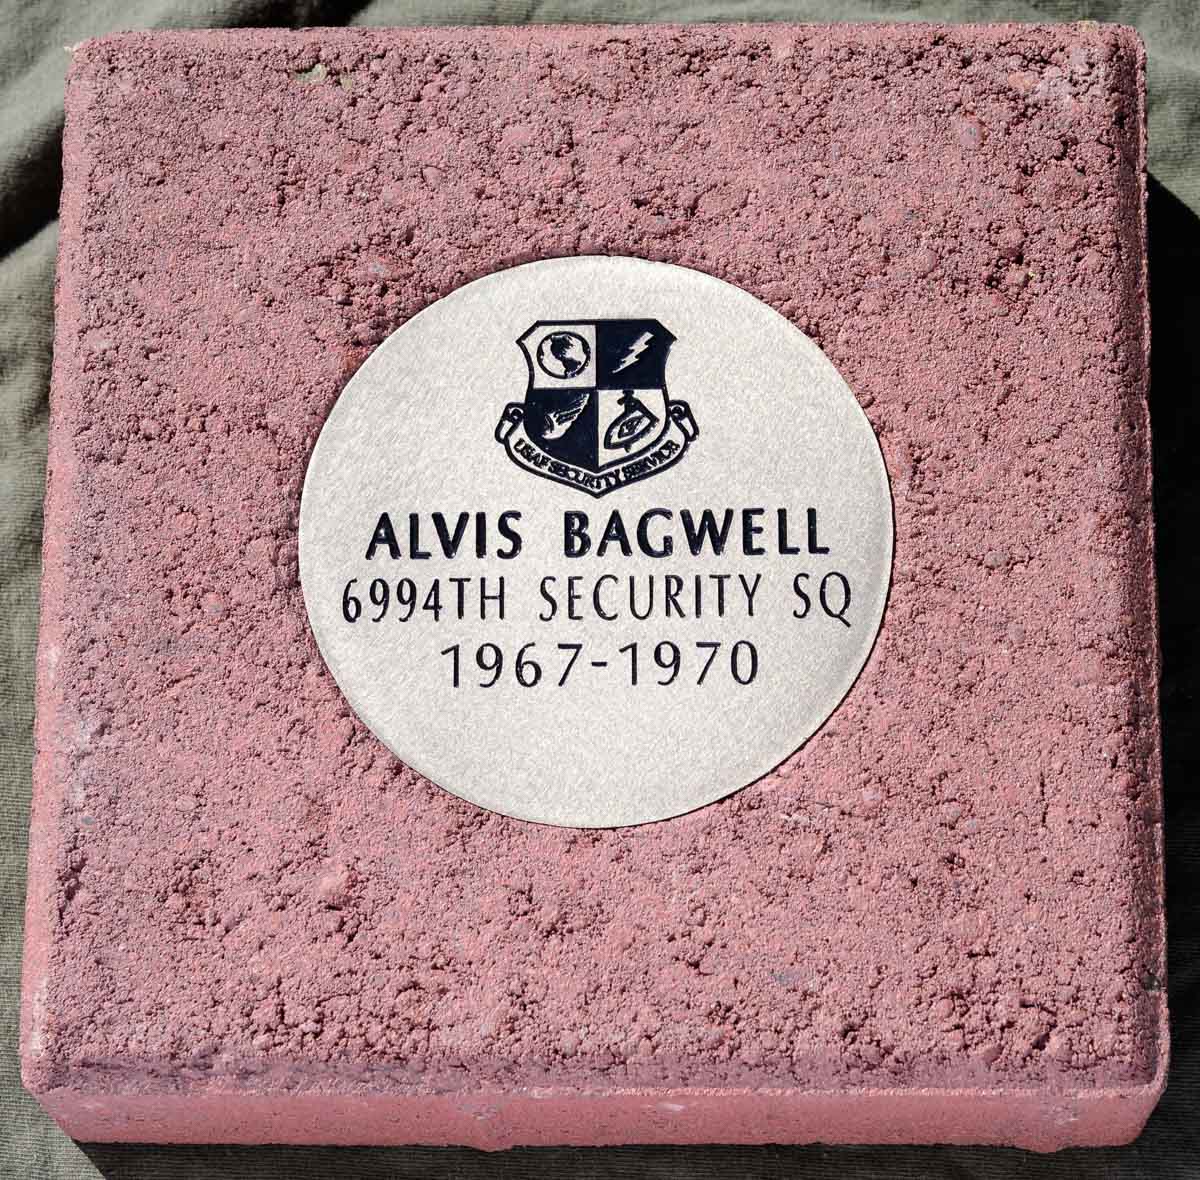 USAF SECURITY SERVICE
ALVIS BAGWELL
6994TH SECURITY SQ
1967-1970